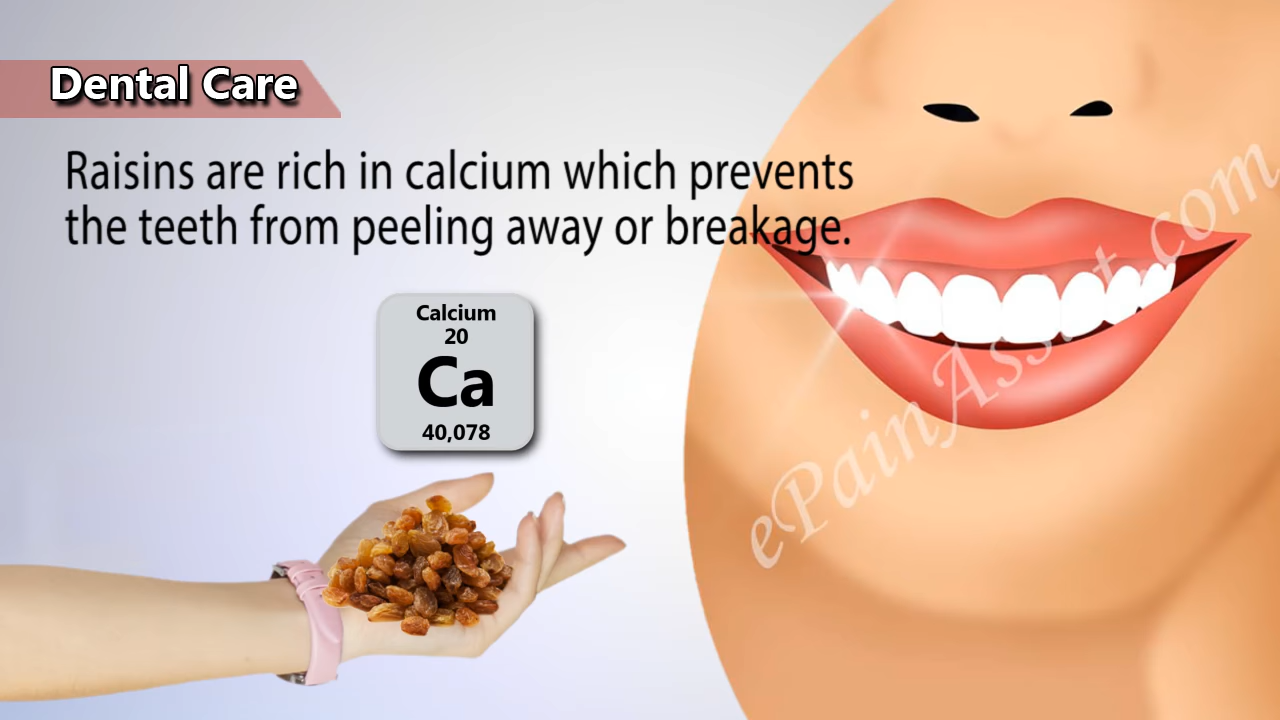 Dental Care
Raisins are rich in calcium which prevents
the teeth from peeling away or breakage.
Calcium
20
Ca
40,078
ePainAssist.com